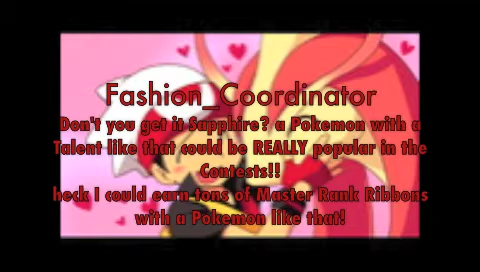 Fashion_Coordinator
Don't you get it Sapphire? a Pokemon with a
Talent like that could be REALLY popular in the
Contests!!
heck I could earn tons of Master Rank Ribbons
with a Pokemon like that!